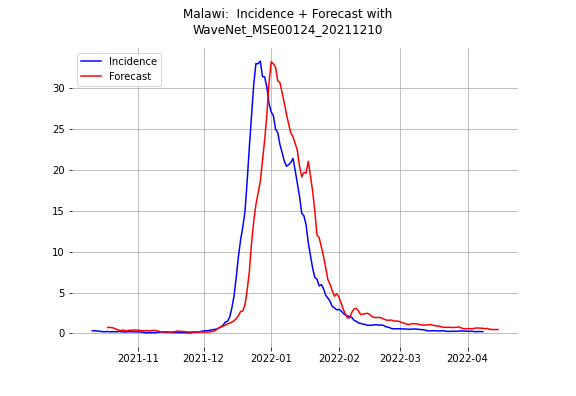 Malawi:  Incidence + Forecast with
WaveNet_MSE00124_20211210
Incidence
Forecast
30
25
20
15
10
5
0
2021-11 2021-12 2022-01 2022-02 2022-03 2022-04